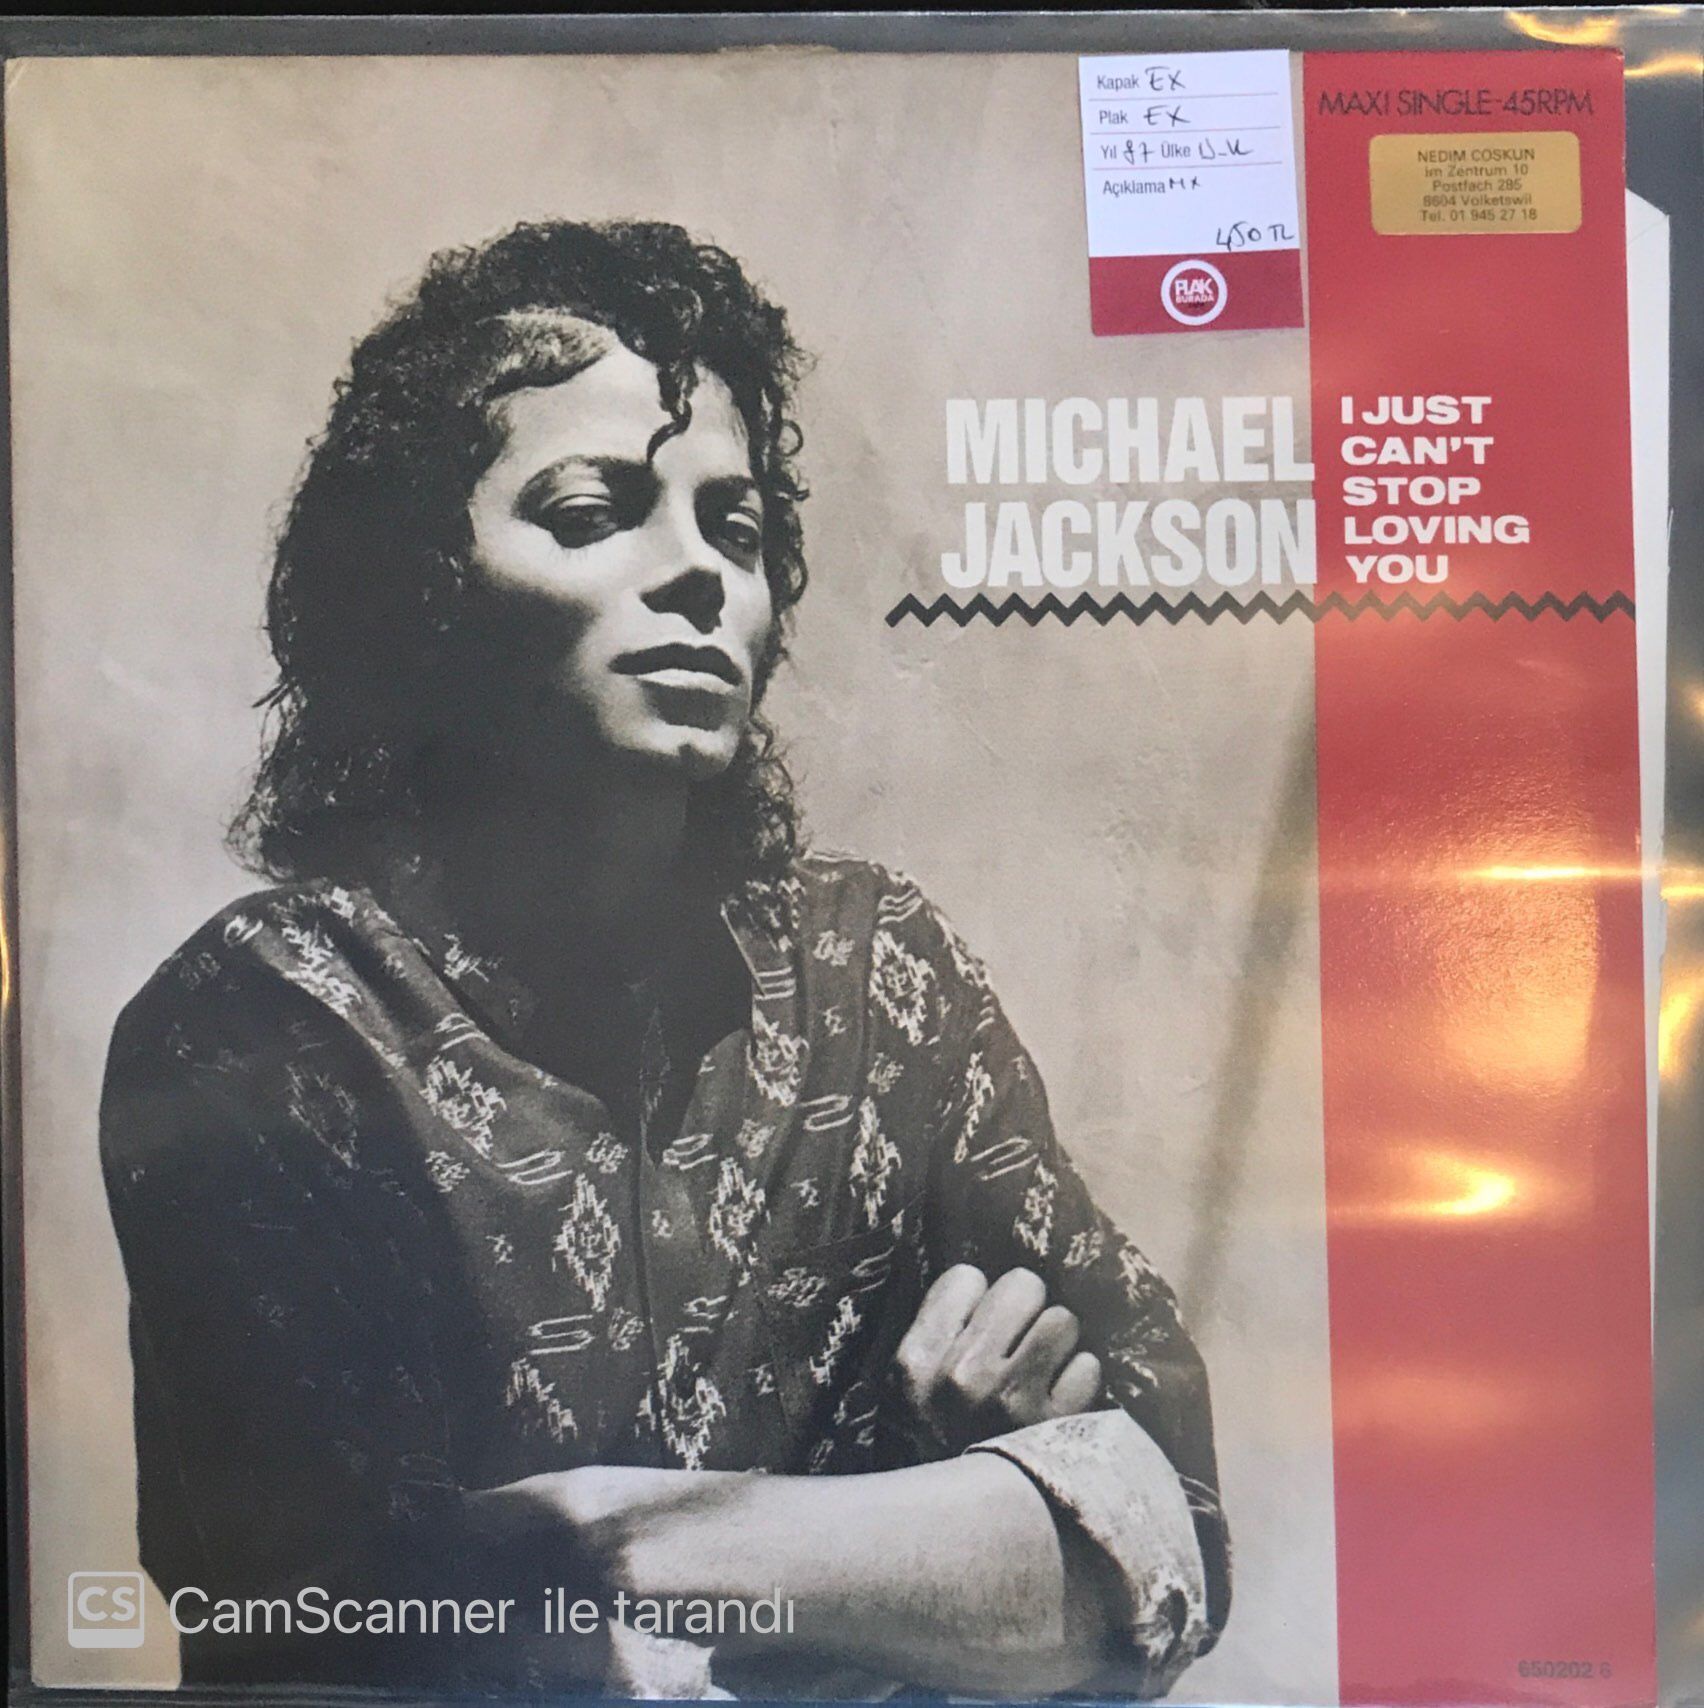 Kapak EX
Plak EX
Yıl 87 Ülke U-K
Açıklama MX
450 TL
PLAK
BURADA
MAXI SINGLE-45RPM
NEDIM COSKUN
im Zentrum 10
Postfach 285
8604 Volketswil
Tel. 01 945 27 18
MICHAEL
JACKSON
I JUST
CAN'T
STOP
LOVING
YOU
CS CamScanner ile tarandı
650202 6